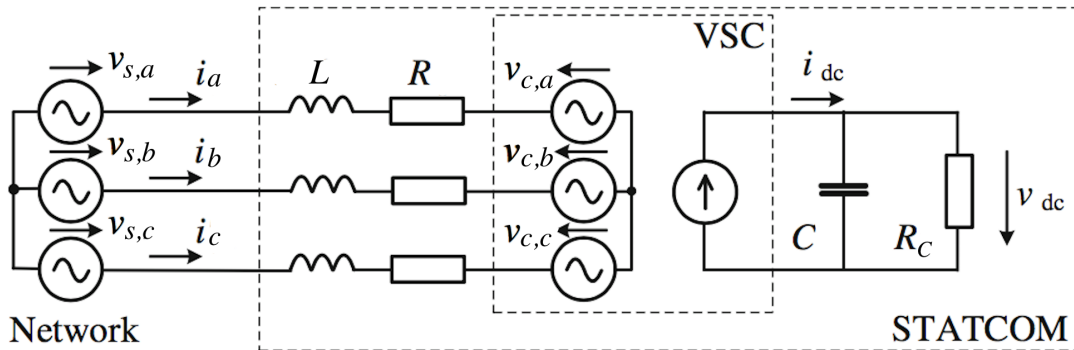 VSC
v_{s,a}
i_a
L
R
v_{c,a}
i_{dc}
v_{s,b}
i_b
v_{c,b}
v_{s,c}
i_c
v_{c,c}
C
R_C
v_{dc}
Network
STATCOM